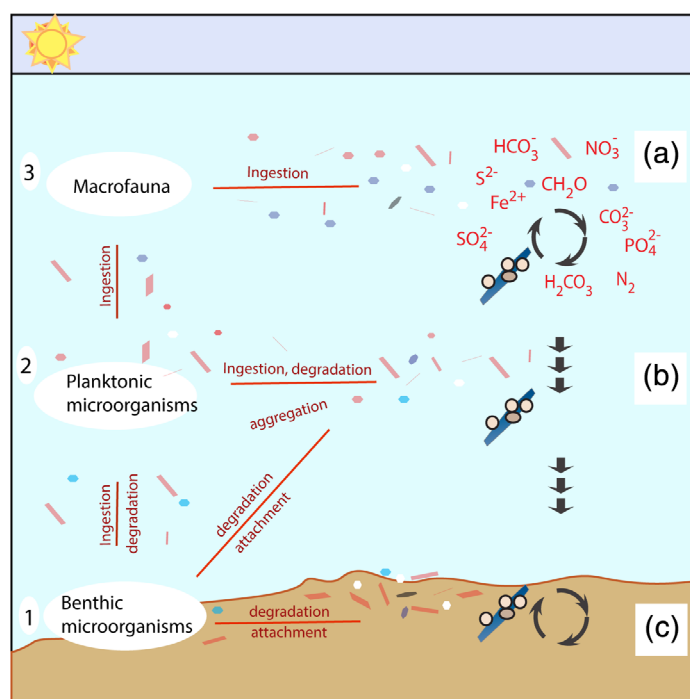 (a)
HCO₃⁻
NO₃⁻
3
Macrofauna
Ingestion
S²⁻
CH₂O
Fe²⁺
CO₃²⁻
SO₄²⁻
PO₄²⁻
H₂CO₃
N₂
Ingestion
2
Planktonic
microorganisms
Ingestion, degradation
aggregation
(b)
Ingestion
degradation
degradation
attachment
1
Benthic
microorganisms
degradation
attachment
(c)